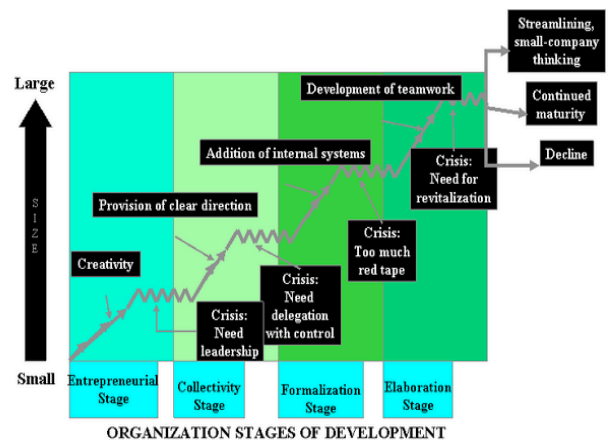 Streamlining,
small-company
thinking
Large
Development of teamwork
Continued
maturity
Addition of internal systems
Crisis:
Need for
revitalization
Decline
Provision of clear direction
SIZE
Crisis:
Too much
red tape
Creativity
Crisis:
Need
delegation
with control
Crisis:
Need
leadership
Small
Entrepreneurial
Stage
Collectivity
Stage
Formalization
Stage
Elaboration
Stage
ORGANIZATION STAGES OF DEVELOPMENT